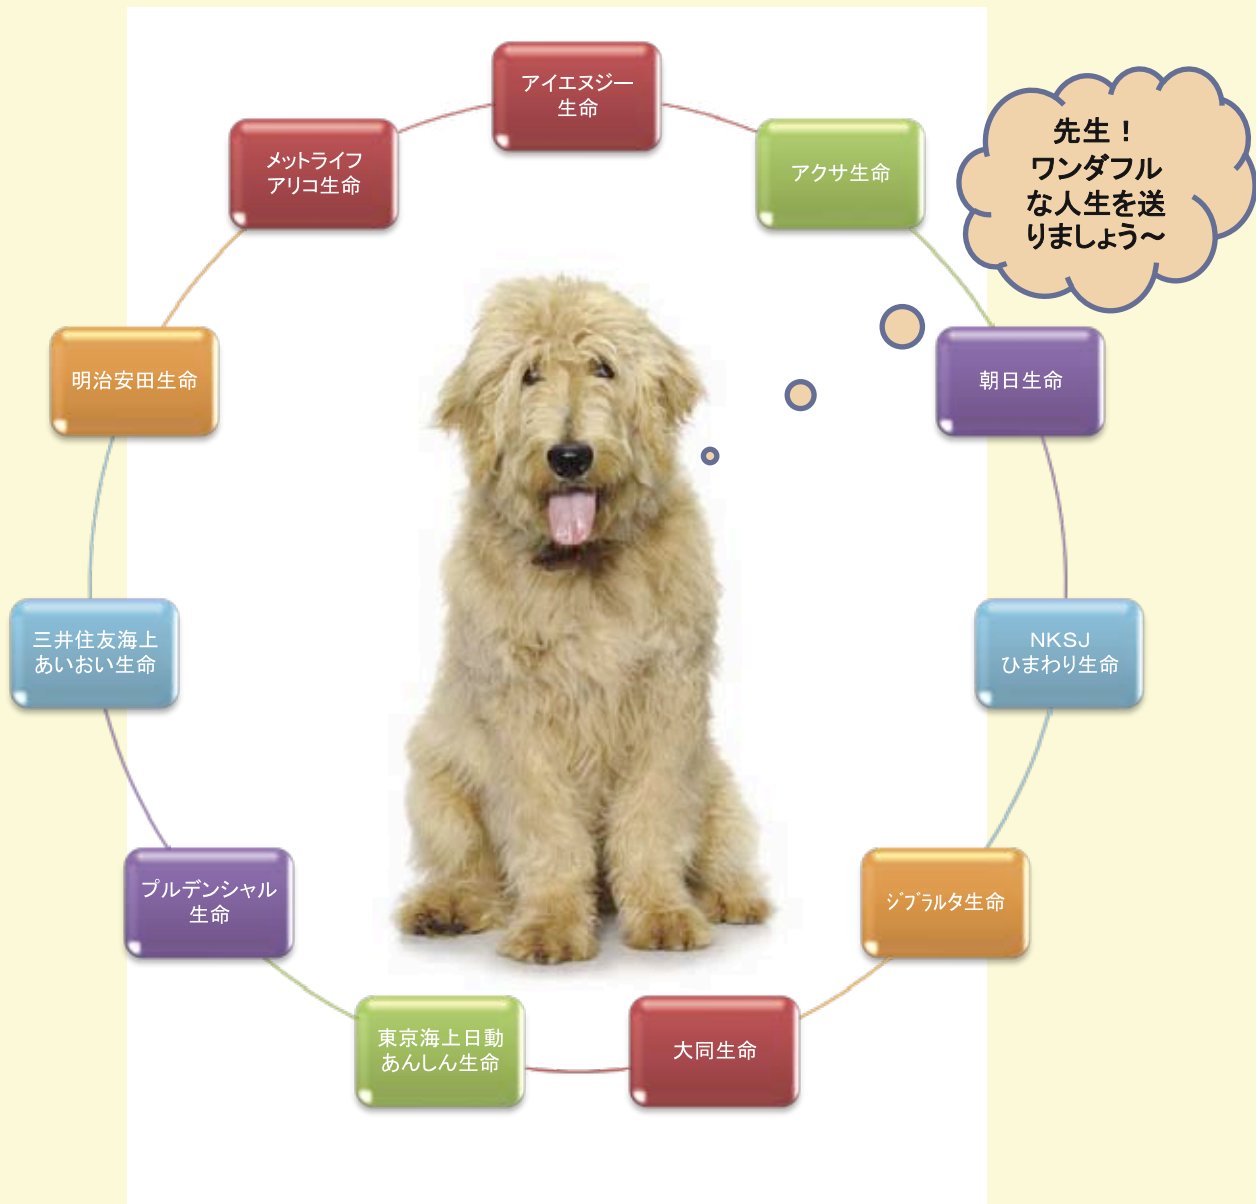 アイエヌジー
生命
アクサ生命
先生！
ワンダフル
な人生を送
りましょう～
朝日生命
ＮＫＳＪ
ひまわり生命
ｼﾞﾌﾞﾗﾙﾀ生命
大同生命
東京海上日動
あんしん生命
プルデンシャル
生命
三井住友海上
あいおい生命
明治安田生命
メットライフ
アリコ生命